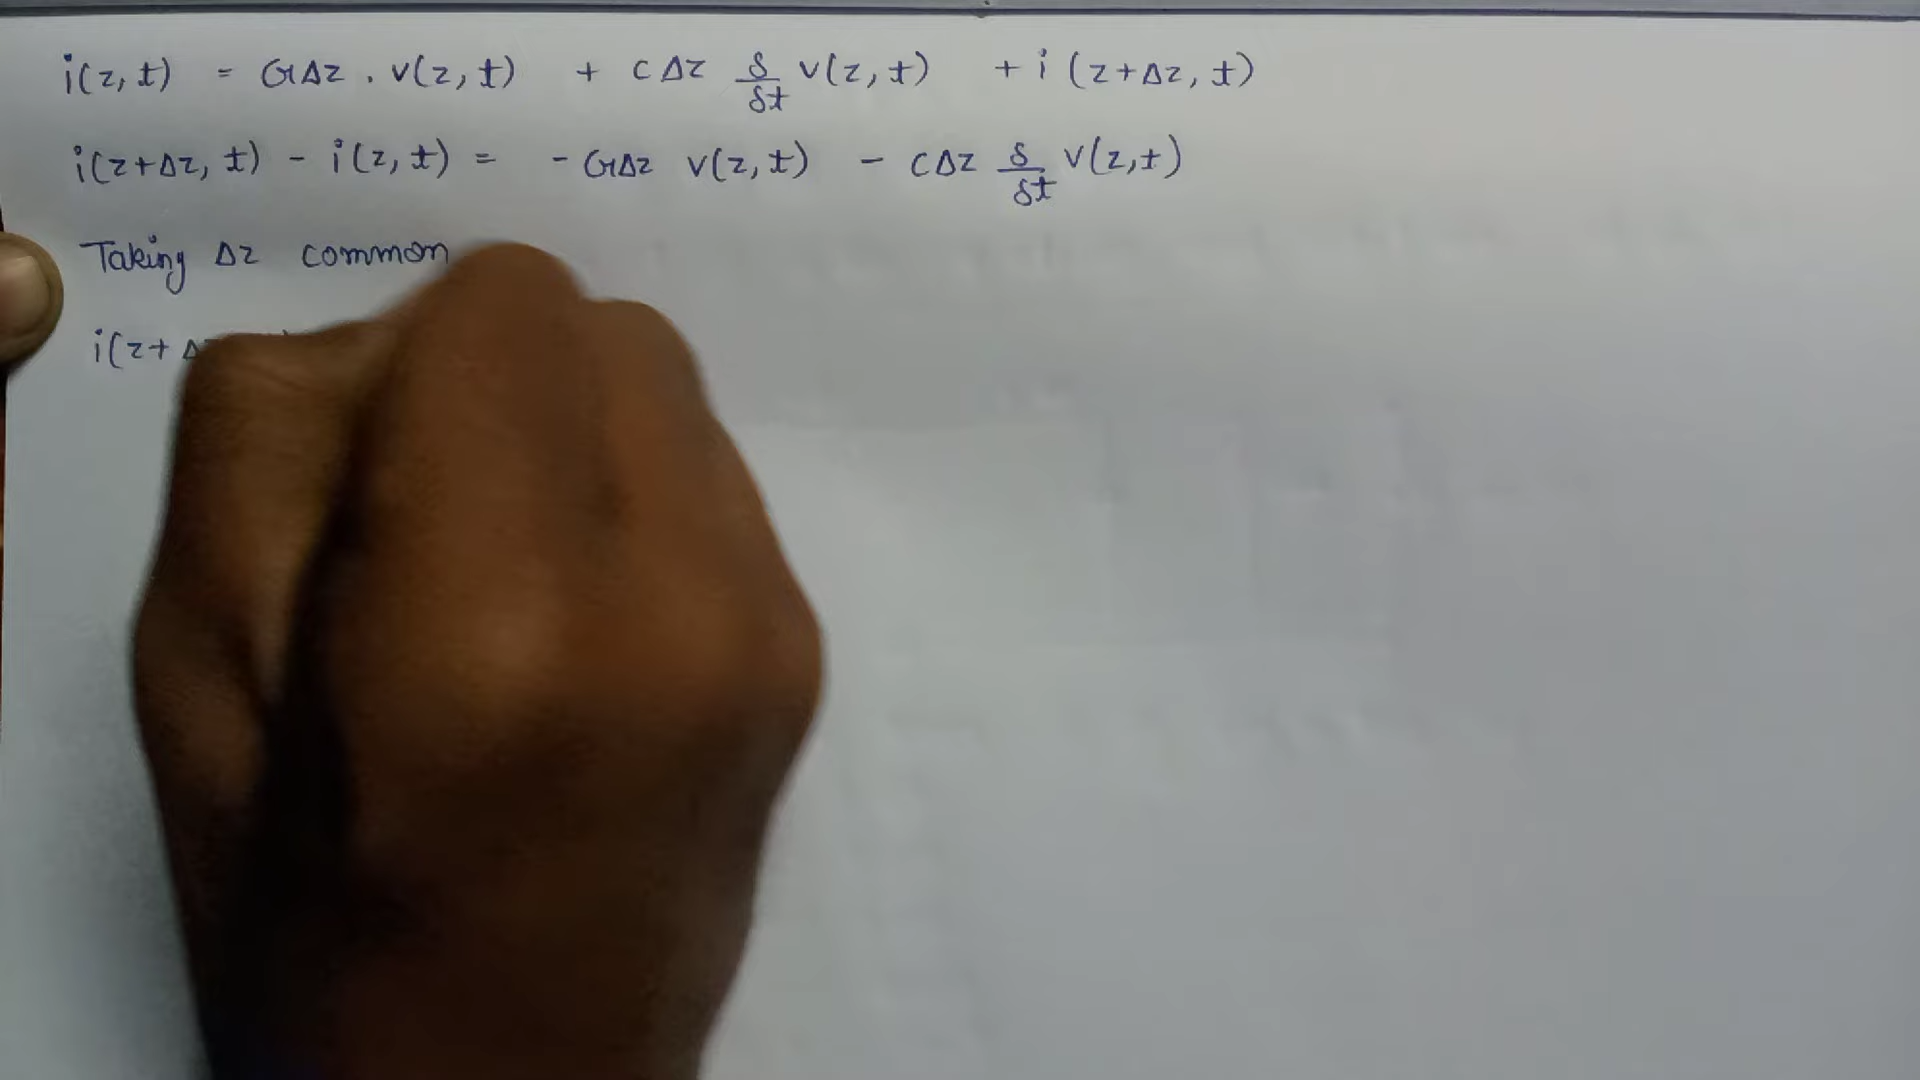 i(z,t) = GΔz . v(z,t) + CΔz δ/δt v(z,t) + i(z+Δz,t)
i(z+Δz,t) - i(z,t) = - GΔz v(z,t) - CΔz δ/δt v(z,t)
Taking Δz common
i(z+Δ